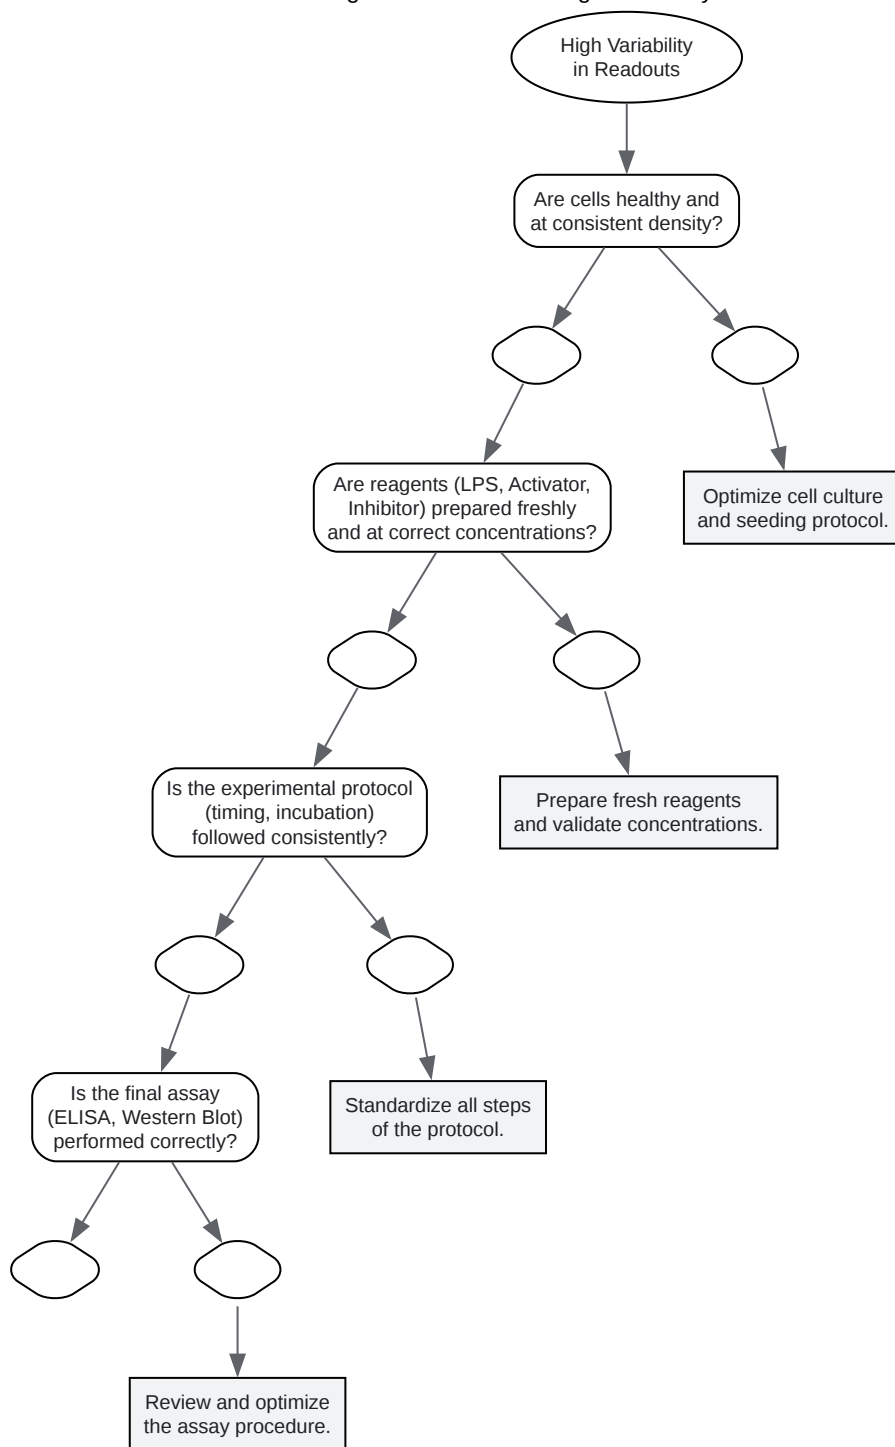 High Variability
in Readouts
Are cells healthy and
at consistent density?
Optimize cell culture
and seeding protocol.
Are reagents (LPS, Activator,
Inhibitor) prepared freshly
and at correct concentrations?
Prepare fresh reagents
and validate concentrations.
Is the experimental protocol
(timing, incubation)
followed consistently?
Standardize all steps
of the protocol.
Is the final assay
(ELISA, Western Blot)
performed correctly?
Review and optimize
the assay procedure.